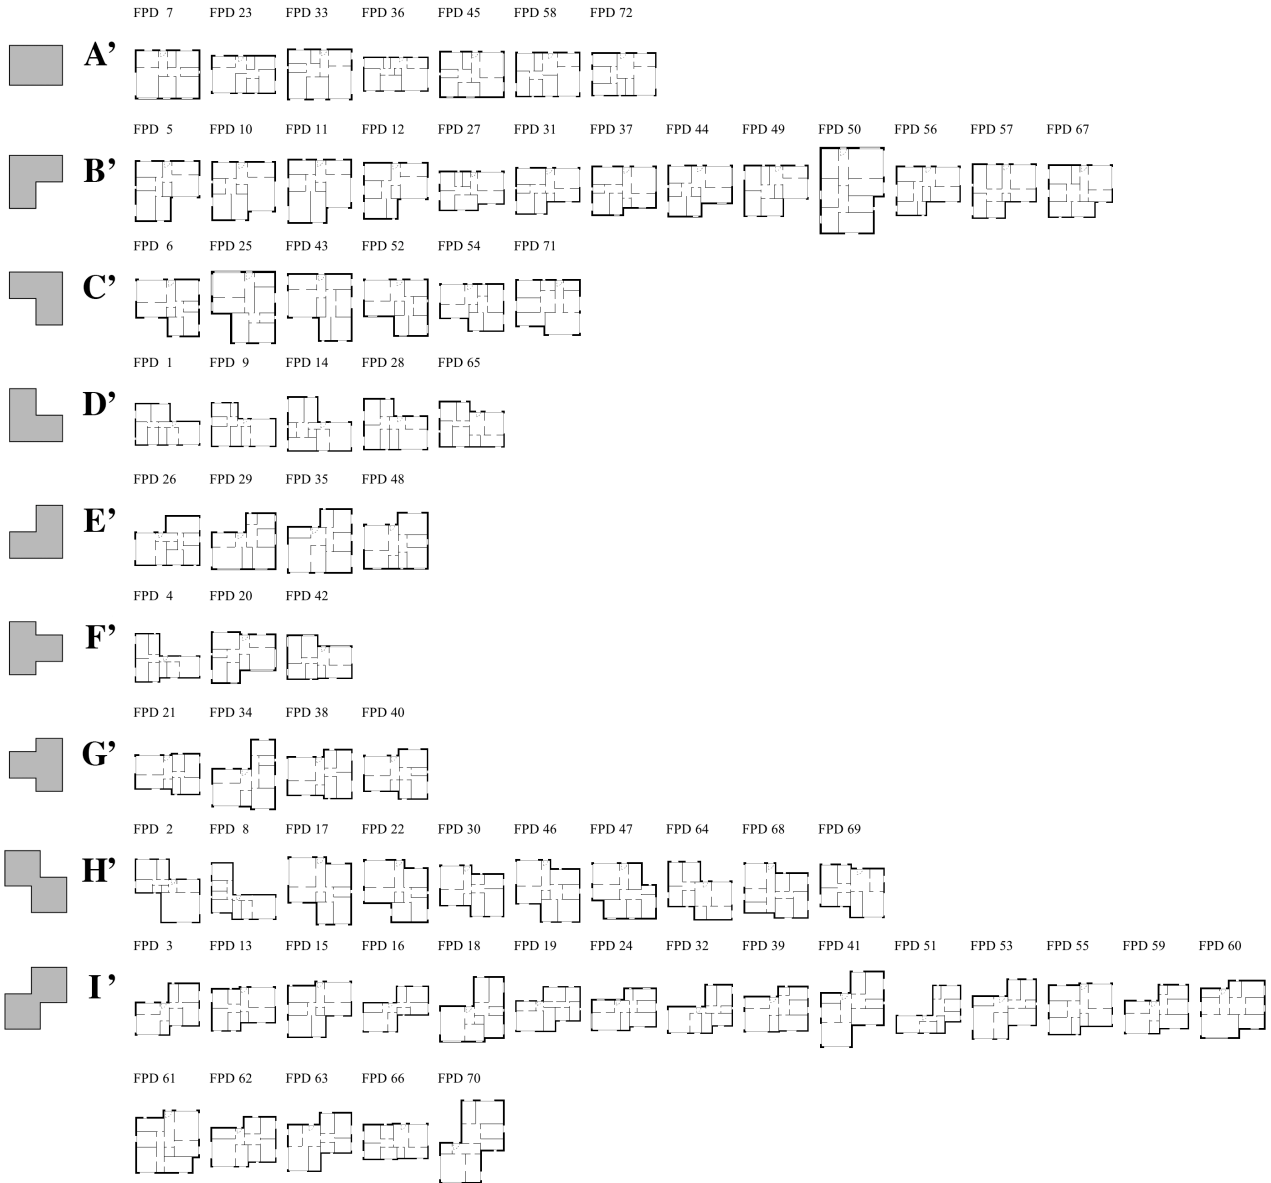 FPD 7 FPD 23 FPD 33 FPD 36 FPD 45 FPD 58 FPD 72
A’
FPD 5 FPD 10 FPD 11 FPD 12 FPD 27 FPD 31 FPD 37 FPD 44 FPD 49 FPD 50 FPD 56 FPD 57 FPD 67
B’
FPD 6 FPD 25 FPD 43 FPD 52 FPD 54 FPD 71
C’
FPD 1 FPD 9 FPD 14 FPD 28 FPD 65
D’
FPD 26 FPD 29 FPD 35 FPD 48
E’
FPD 4 FPD 20 FPD 42
F’
FPD 21 FPD 34 FPD 38 FPD 40
G’
FPD 2 FPD 8 FPD 17 FPD 22 FPD 30 FPD 46 FPD 47 FPD 64 FPD 68 FPD 69
H’
FPD 3 FPD 13 FPD 15 FPD 16 FPD 18 FPD 19 FPD 24 FPD 32 FPD 39 FPD 41 FPD 51 FPD 53 FPD 55 FPD 59 FPD 60
I’
FPD 61 FPD 62 FPD 63 FPD 66 FPD 70